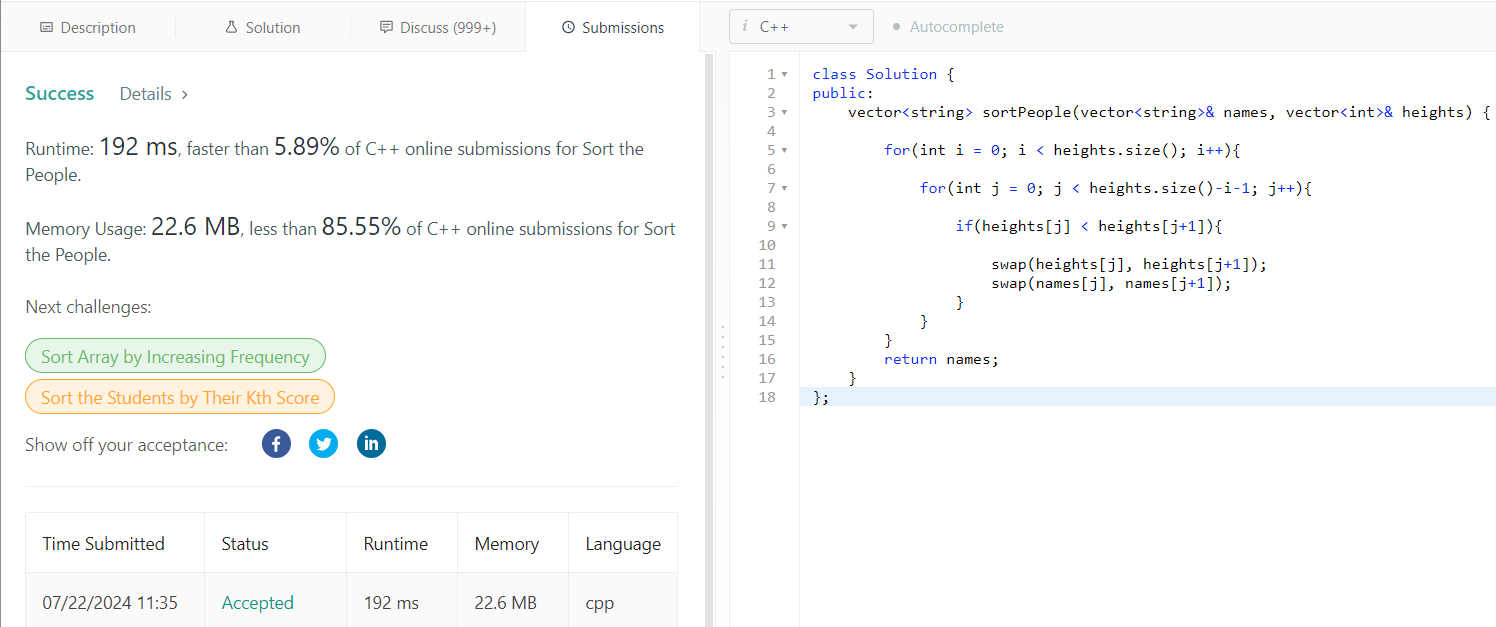 Description
Solution
Discuss (999+)
Submissions
Success Details >
Runtime: 192 ms, faster than 5.89% of C++ online submissions for Sort the
People.
Memory Usage: 22.6 MB, less than 85.55% of C++ online submissions for Sort
the People.
Next challenges:
Sort Array by Increasing Frequency
Sort the Students by Their Kth Score
Show off your acceptance: f in
Time Submitted Status Runtime Memory Language
07/22/2024 11:35 Accepted 192 ms 22.6 MB cpp
i C++ Autocomplete
1 class Solution {
2 public:
3 vector<string> sortPeople(vector<string>& names, vector<int>& heights) {
4
5 for(int i = 0; i < heights.size(); i++){
6
7 for(int j = 0; j < heights.size()-i-1; j++){
8
9 if(heights[j] < heights[j+1]){
10
11 swap(heights[j], heights[j+1]);
12 swap(names[j], names[j+1]);
13 }
14 }
15 }
16 return names;
17 }
18 };